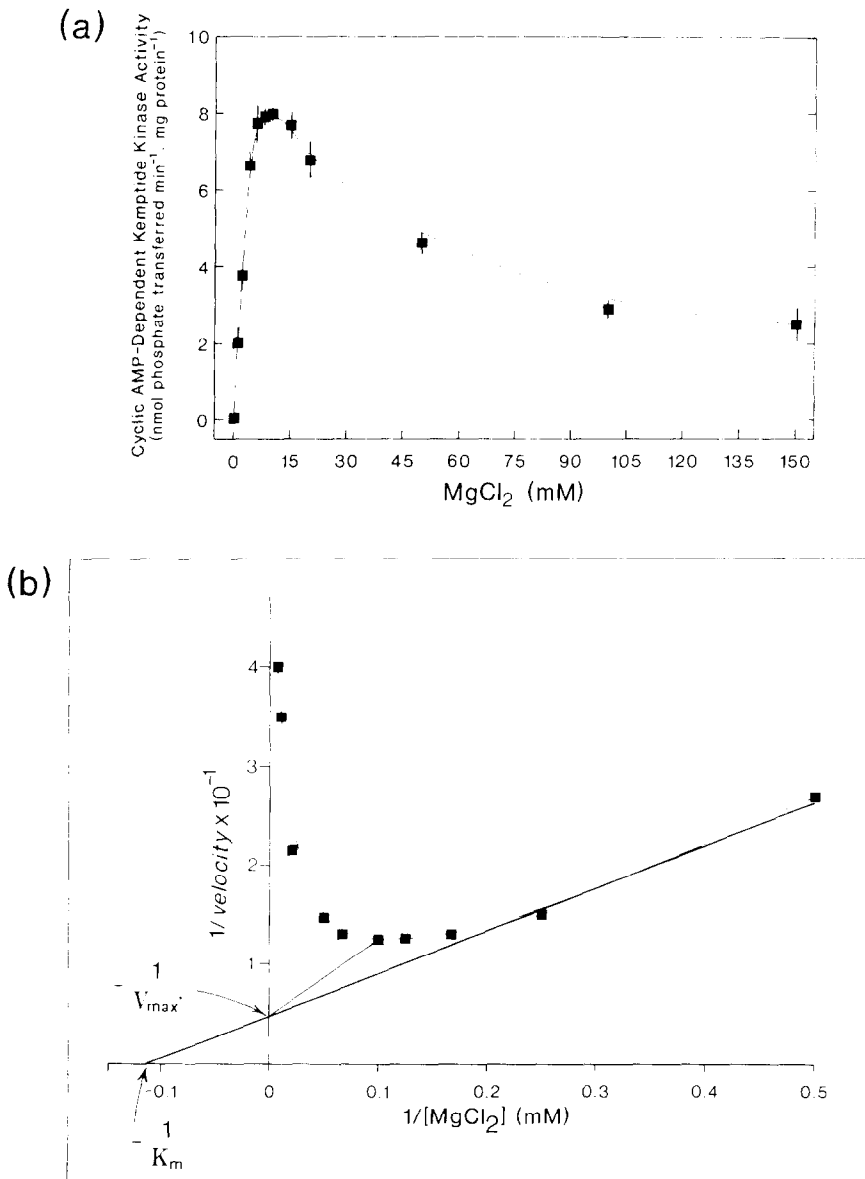 (a)
Cyclic AMP-Dependent Kemptide Kinase Activity
(nmol phosphate transferred min⁻¹. mg protein⁻¹)
10
8
6
4
2
0
0 15 30 45 60 75 90 105 120 135 150
MgCl₂ (mM)
(b)
4
3
2
1
1/velocity × 10⁻¹
- 1
Vmax.
-0.1 0 0.1 0.2 0.3 0.4 0.5
1/[MgCl₂] (mM)
- 1
Km